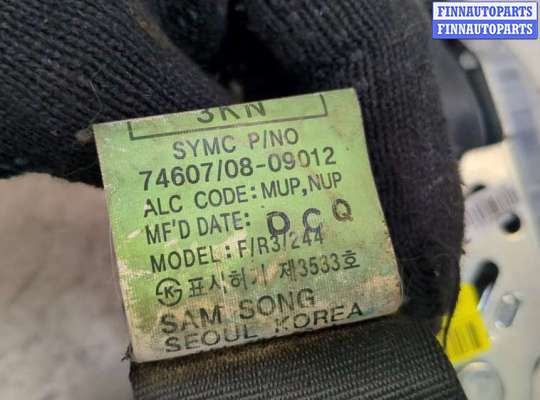 FINNAUTOPARTS
FINNAUTOPARTS
3KN
SYMC P/NO
74607/08-09012
ALC CODE: MUP,NUP
MF'D DATE: D C Q
MODEL: F/R3/244
표시허가 제3533호
SAM SONG
SEOUL KOREA